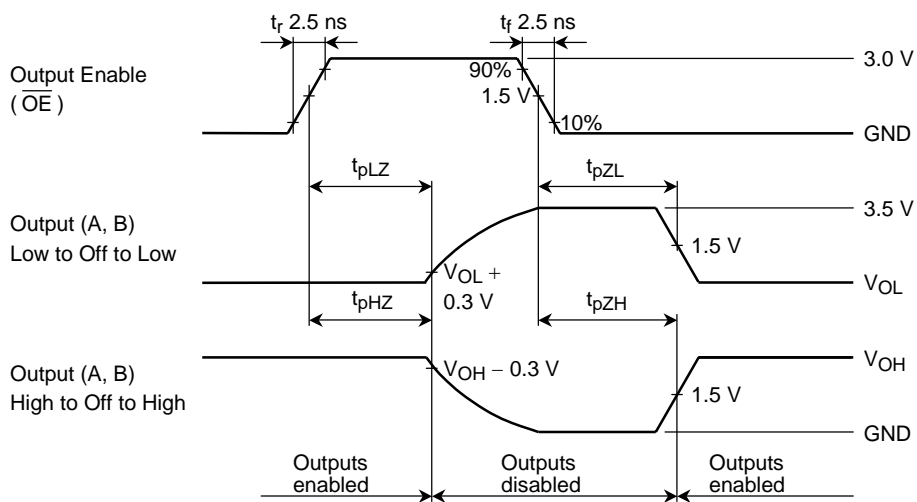 tr 2.5 ns
tf 2.5 ns
Output Enable
( OE )
90%
1.5 V
10%
3.0 V
GND
tpLZ
tpZL
Output (A, B)
Low to Off to Low
3.5 V
1.5 V
VOL +
0.3 V
VOL
tpHZ
tpZH
Output (A, B)
High to Off to High
VOH − 0.3 V
VOH
1.5 V
GND
Outputs
enabled
Outputs
disabled
Outputs
enabled